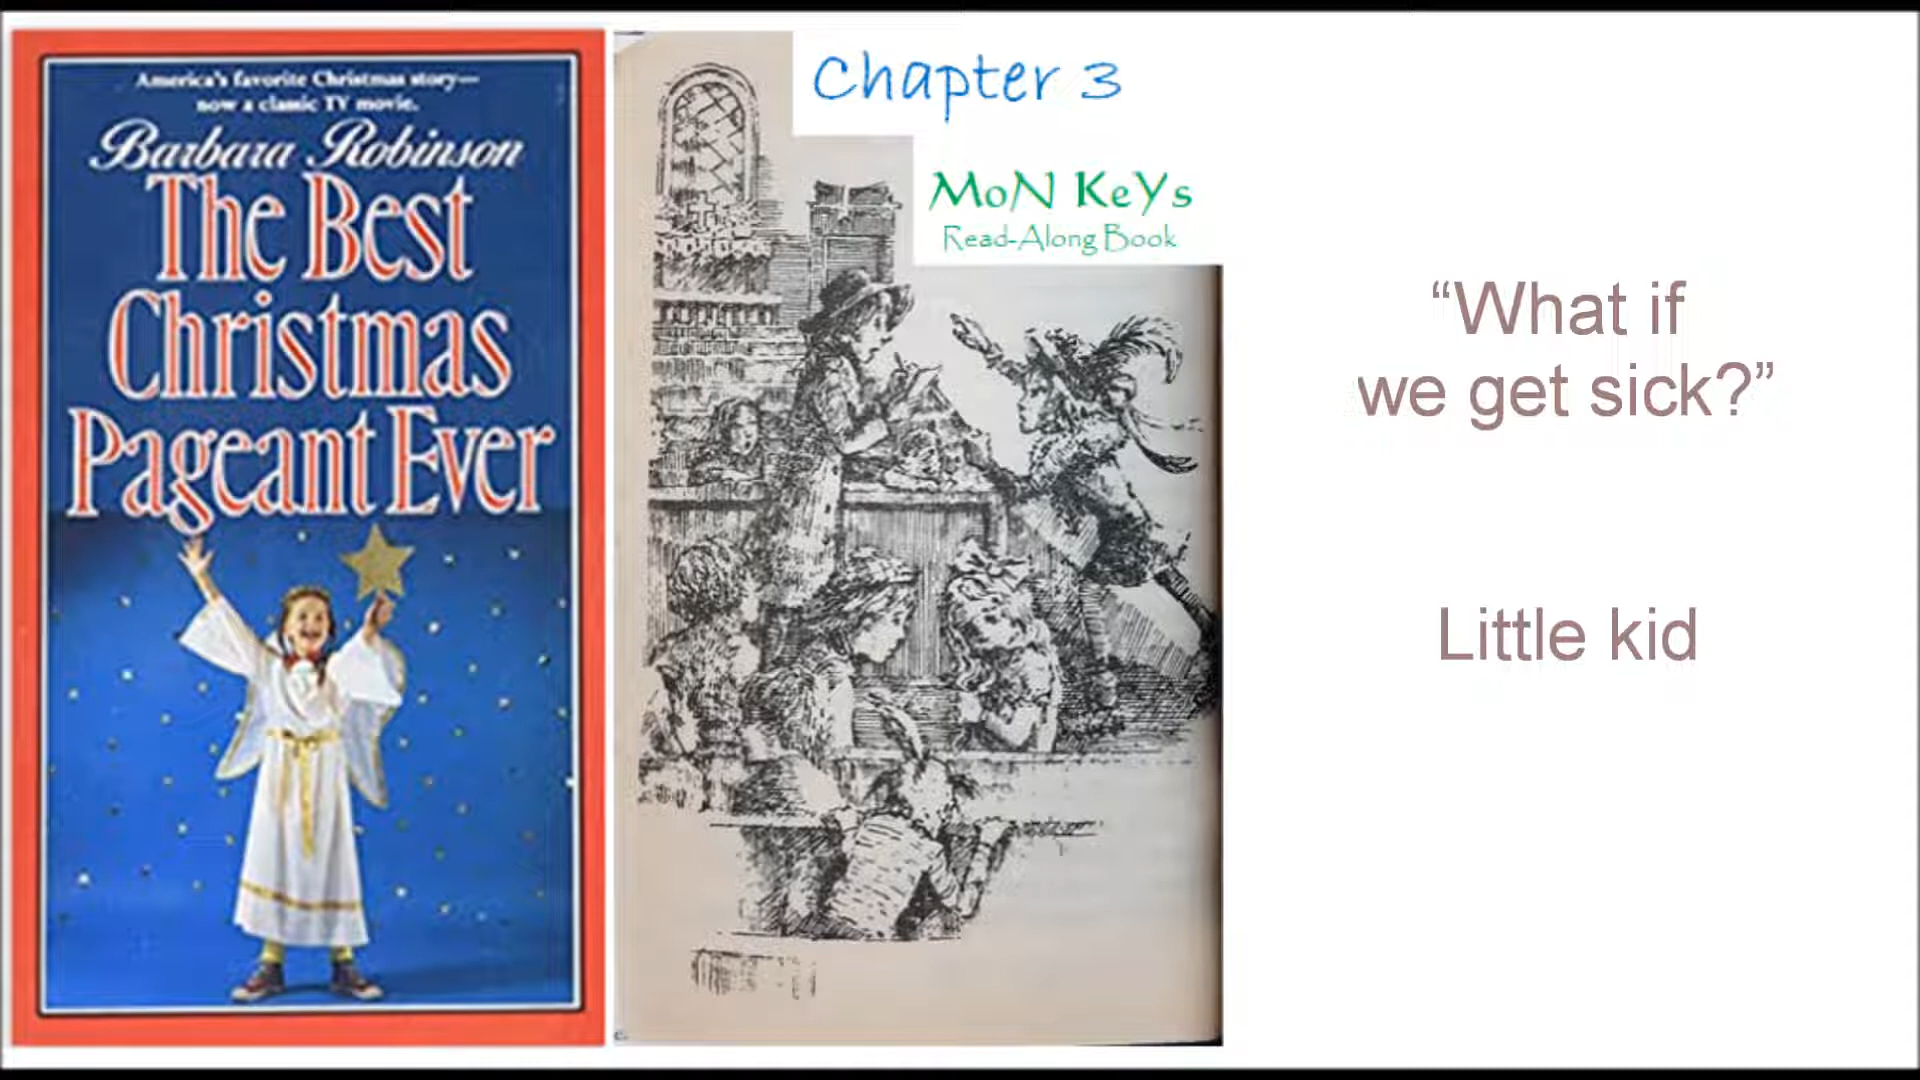 America's favorite Christmas story—
now a classic TV movie.
Barbara Robinson
The Best
Christmas
Pageant Ever
Chapter 3
MoN KeYs
Read-Along Book
“What if
we get sick?”
Little kid